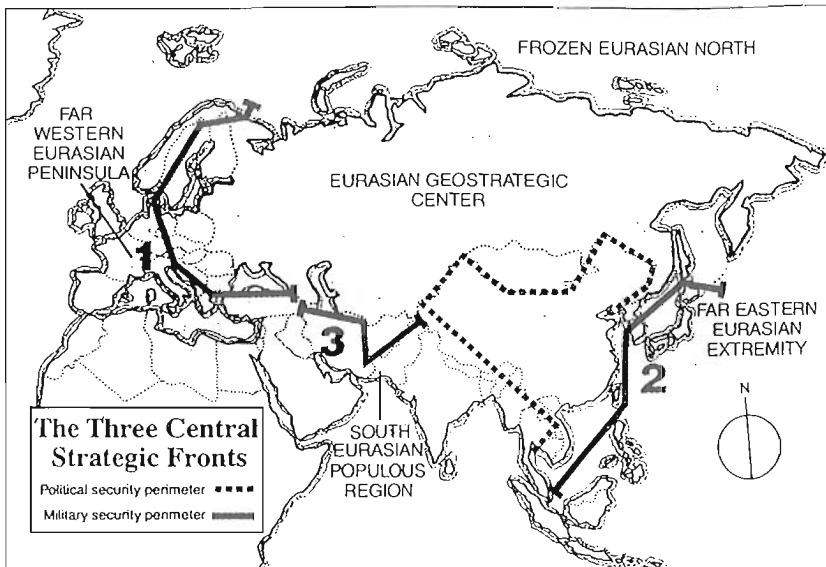 FROZEN EURASIAN NORTH
FAR
WESTERN
EURASIAN
PENINSULA
EURASIAN GEOSTRATEGIC
CENTER
1
3
2
FAR EASTERN
EURASIAN
EXTREMITY
N
SOUTH
EURASIAN
POPULOUS
REGION
The Three Central
Strategic Fronts
Political security perimeter
Military security perimeter